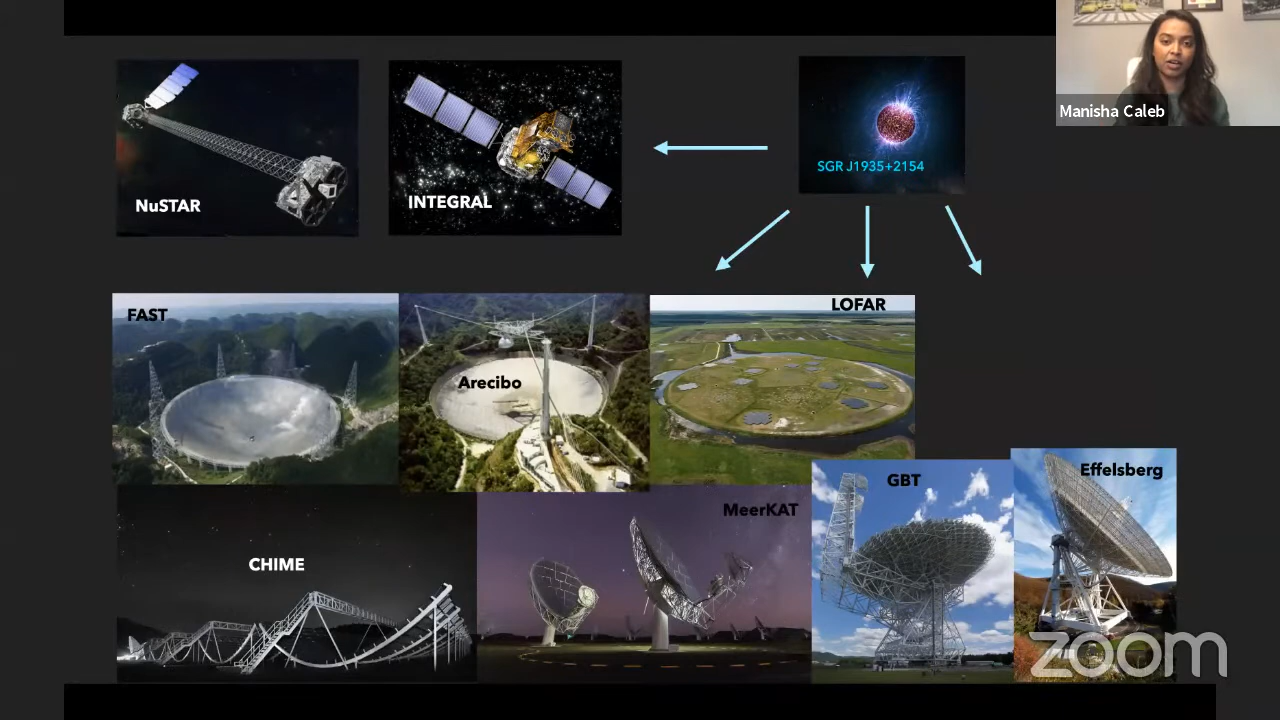 Manisha Caleb
SGR J1935+2154
NuSTAR
INTEGRAL
FAST
Arecibo
LOFAR
CHIME
MeerKAT
GBT
Effelsberg
zoom